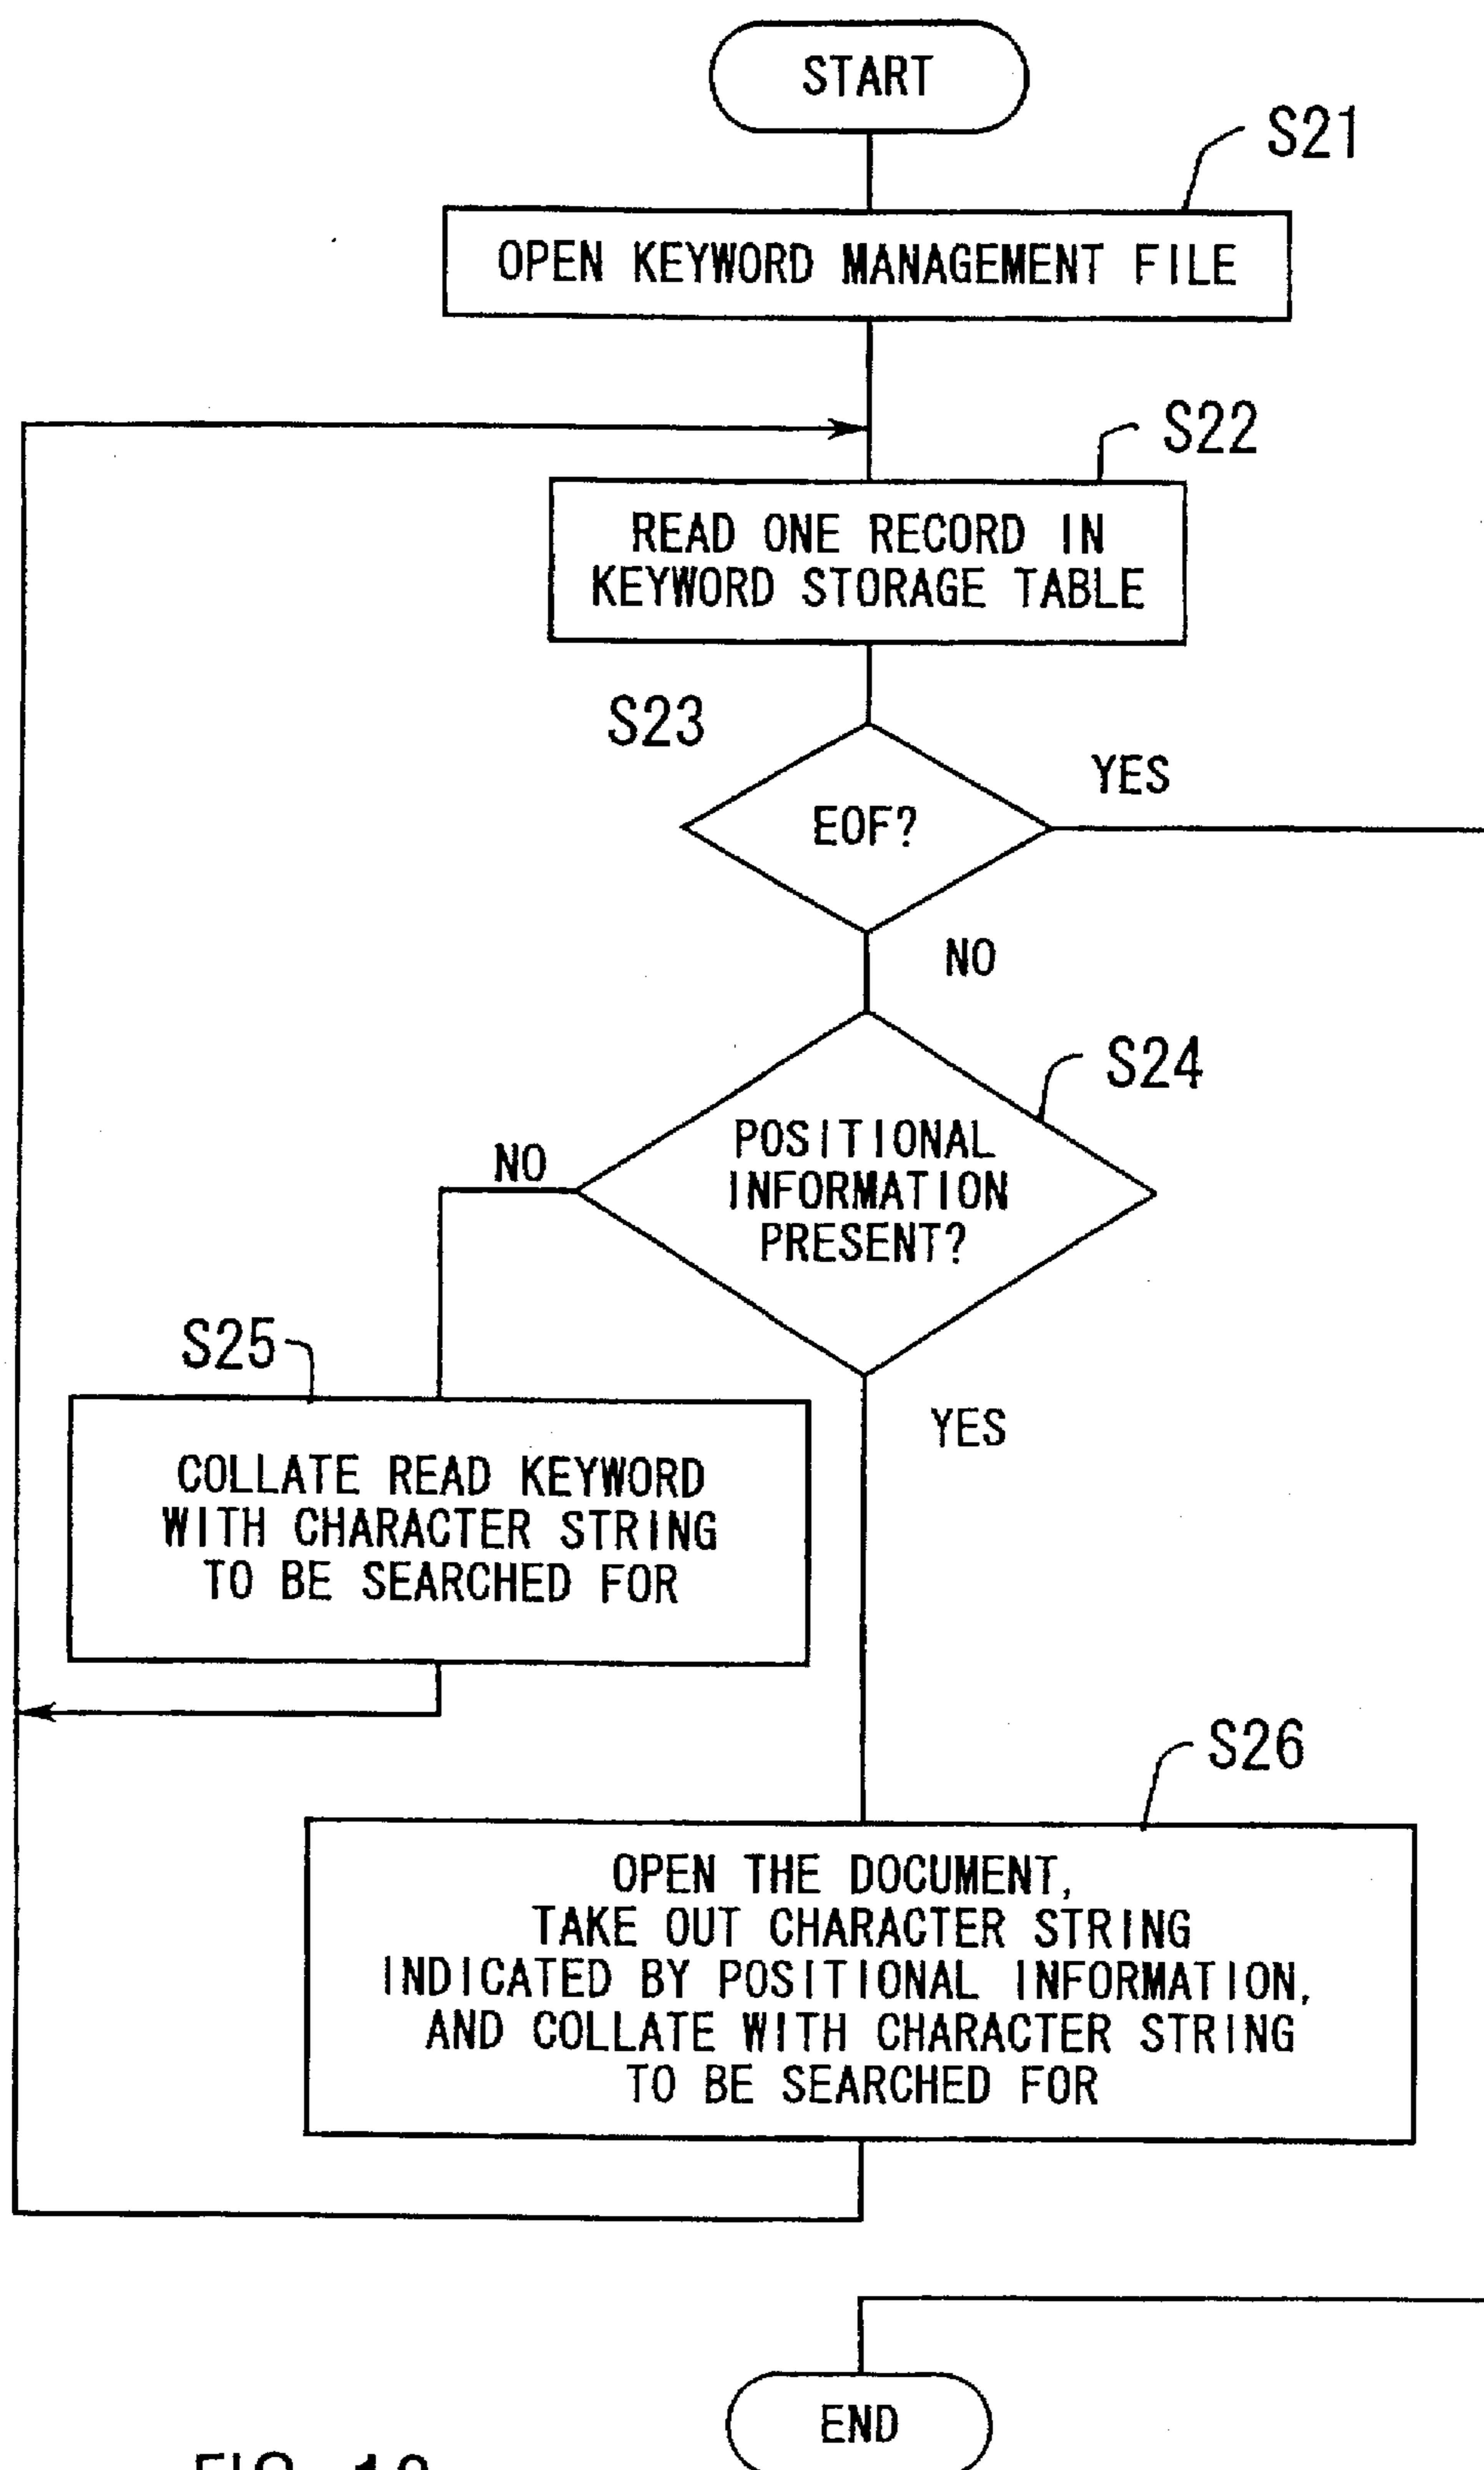 START
S21
OPEN KEYWORD MANAGEMENT FILE
S22
READ ONE RECORD IN
KEYWORD STORAGE TABLE
S23
YES
EOF?
NO
S24
POSITIONAL
INFORMATION
PRESENT?
NO
S25
YES
COLLATE READ KEYWORD
WITH CHARACTER STRING
TO BE SEARCHED FOR
S26
OPEN THE DOCUMENT,
TAKE OUT CHARACTER STRING
INDICATED BY POSITIONAL INFORMATION,
AND COLLATE WITH CHARACTER STRING
TO BE SEARCHED FOR
END